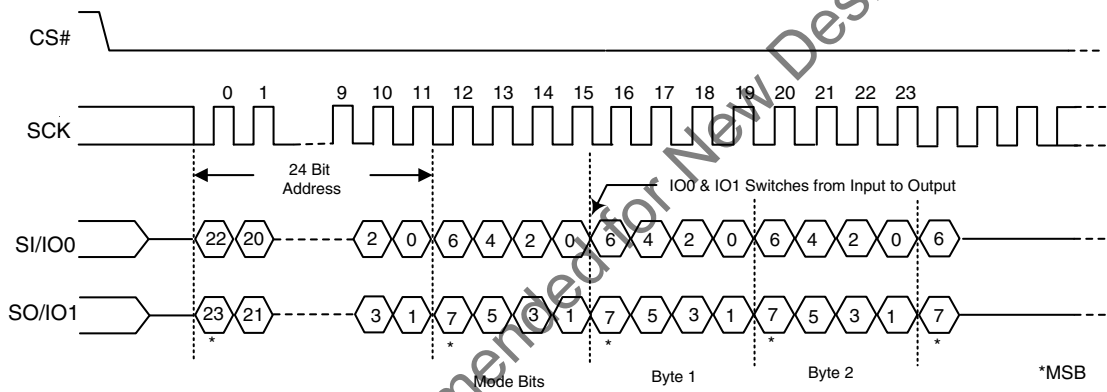 CS#
0 1 9 10 11 12 13 14 15 16 17 18 19 20 21 22 23
SCK
24 Bit
Address
IO0 & IO1 Switches from Input to Output
SI/IO0 22 20 2 0 6 4 2 0 6 4 2 0 6 4 2 0 6
SO/IO1 23 21 3 1 7 5 3 1 7 5 3 1 7 5 3 1 7
* * * * *
Mode Bits Byte 1 Byte 2 *MSB
for New